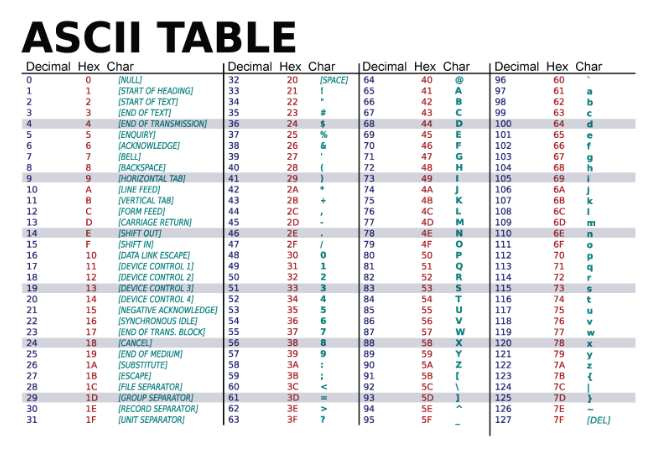 ASCII TABLE
Decimal Hex Char Decimal Hex Char Decimal Hex Char Decimal Hex Char
0 0 [NULL] 32 20 [SPACE] 64 40 @ 96 60 `
1 1 [START OF HEADING] 33 21 ! 65 41 A 97 61 a
2 2 [START OF TEXT] 34 22 " 66 42 B 98 62 b
3 3 [END OF TEXT] 35 23 # 67 43 C 99 63 c
4 4 [END OF TRANSMISSION] 36 24 $ 68 44 D 100 64 d
5 5 [ENQUIRY] 37 25 % 69 45 E 101 65 e
6 6 [ACKNOWLEDGE] 38 26 & 70 46 F 102 66 f
7 7 [BELL] 39 27 ' 71 47 G 103 67 g
8 8 [BACKSPACE] 40 28 ( 72 48 H 104 68 h
9 9 [HORIZONTAL TAB] 41 29 ) 73 49 I 105 69 i
10 A [LINE FEED] 42 2A * 74 4A J 106 6A j
11 B [VERTICAL TAB] 43 2B + 75 4B K 107 6B k
12 C [FORM FEED] 44 2C , 76 4C L 108 6C l
13 D [CARRIAGE RETURN] 45 2D - 77 4D M 109 6D m
14 E [SHIFT OUT] 46 2E . 78 4E N 110 6E n
15 F [SHIFT IN] 47 2F / 79 4F O 111 6F o
16 10 [DATA LINK ESCAPE] 48 30 0 80 50 P 112 70 p
17 11 [DEVICE CONTROL 1] 49 31 1 81 51 Q 113 71 q
18 12 [DEVICE CONTROL 2] 50 32 2 82 52 R 114 72 r
19 13 [DEVICE CONTROL 3] 51 33 3 83 53 S 115 73 s
20 14 [DEVICE CONTROL 4] 52 34 4 84 54 T 116 74 t
21 15 [NEGATIVE ACKNOWLEDGE] 53 35 5 85 55 U 117 75 u
22 16 [SYNCHRONOUS IDLE] 54 36 6 86 56 V 118 76 v
23 17 [END OF TRANS. BLOCK] 55 37 7 87 57 W 119 77 w
24 18 [CANCEL] 56 38 8 88 58 X 120 78 x
25 19 [END OF MEDIUM] 57 39 9 89 59 Y 121 79 y
26 1A [SUBSTITUTE] 58 3A : 90 5A Z 122 7A z
27 1B [ESCAPE] 59 3B ; 91 5B [ 123 7B {
28 1C [FILE SEPARATOR] 60 3C < 92 5C \ 124 7C |
29 1D [GROUP SEPARATOR] 61 3D = 93 5D ] 125 7D }
30 1E [RECORD SEPARATOR] 62 3E > 94 5E ^ 126 7E ~
31 1F [UNIT SEPARATOR] 63 3F ? 95 5F _ 127 7F [DEL]